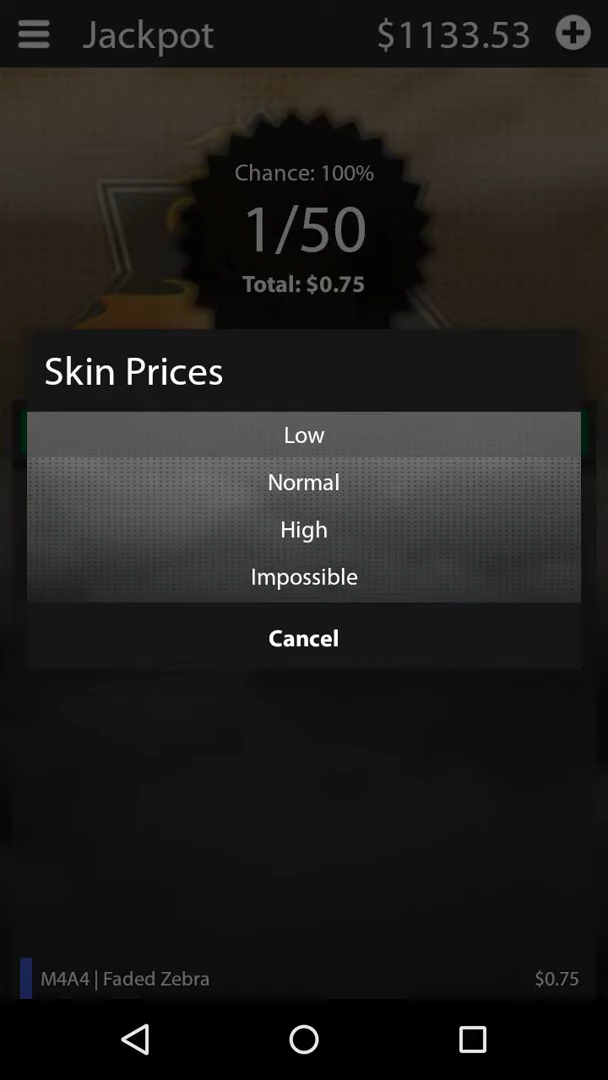 Jackpot
$1133.53
Chance: 100%
1/50
Total: $0.75
Skin Prices
Low
Normal
High
Impossible
Cancel
M4A4 | Faded Zebra
$0.75